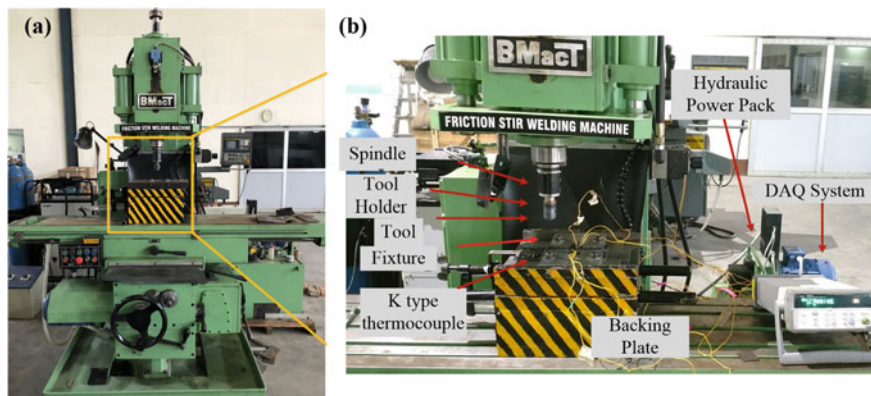 (a)
BMacT
FRICTION STIR WELDING MACHINE
(b)
BMacT
FRICTION STIR WELDING MACHINE
Hydraulic
Power Pack
Spindle
Tool
Holder
Tool
Fixture
K type
thermocouple
DAQ System
Backing
Plate